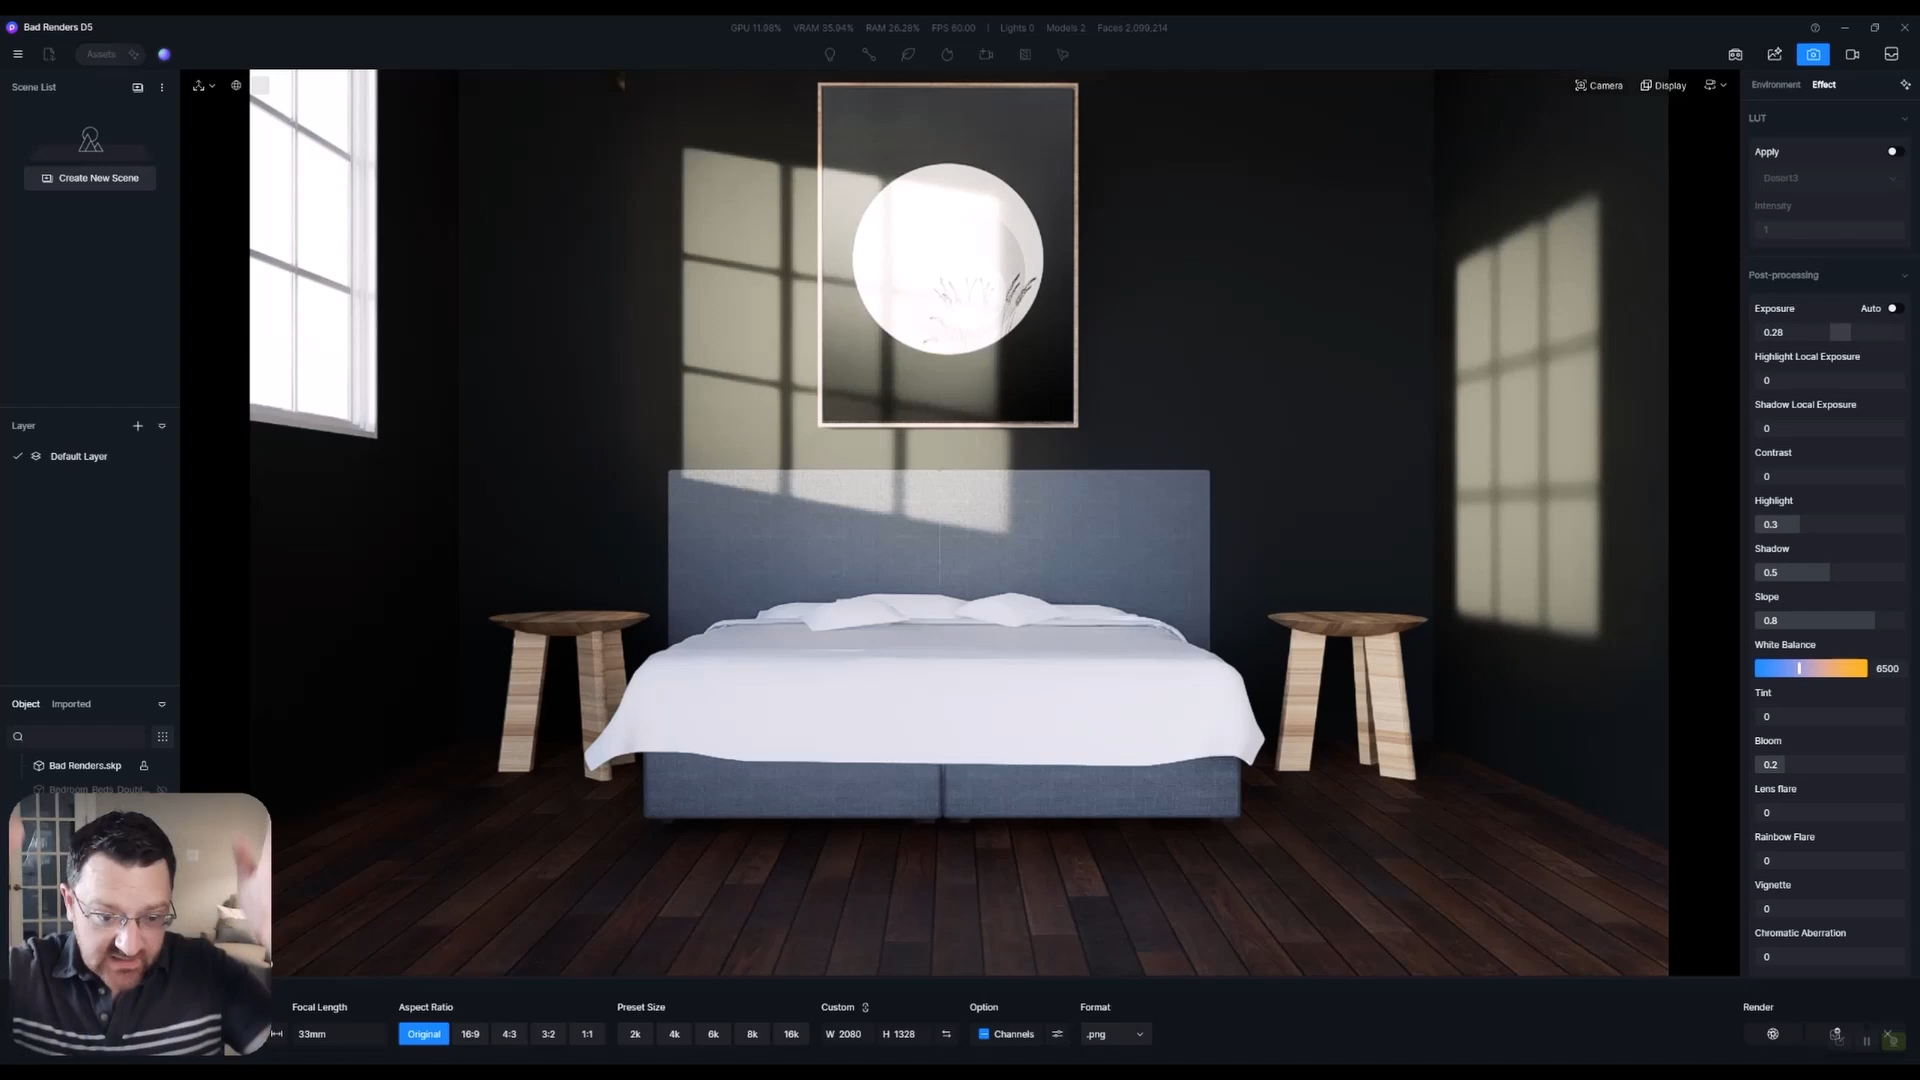 Bad Renders D5
GPU 11.98% VRAM 35.94% RAM 26.28% FPS 60.00 | Lights 0 Models 2 Faces 2,099,214
Assets
Scene List
Create New Scene
Layer
Default Layer
Object Imported
Bad Renders.skp
Bedroom_Beds_Doubl...
Camera
Display
Environment Effect
LUT
Apply
Desert3
Intensity
1
Post-processing
Exposure Auto
0.28
Highlight Local Exposure
0
Shadow Local Exposure
0
Contrast
0
Highlight
0.3
Shadow
0.5
Slope
0.8
White Balance
6500
Tint
0
Bloom
0.2
Lens flare
0
Rainbow Flare
0
Vignette
0
Chromatic Aberration
0
Focal Length Aspect Ratio Preset Size Custom Option Format Render
33mm Original 16:9 4:3 3:2 1:1 2k 4k 6k 8k 16k W 2080 H 1328 Channels .png